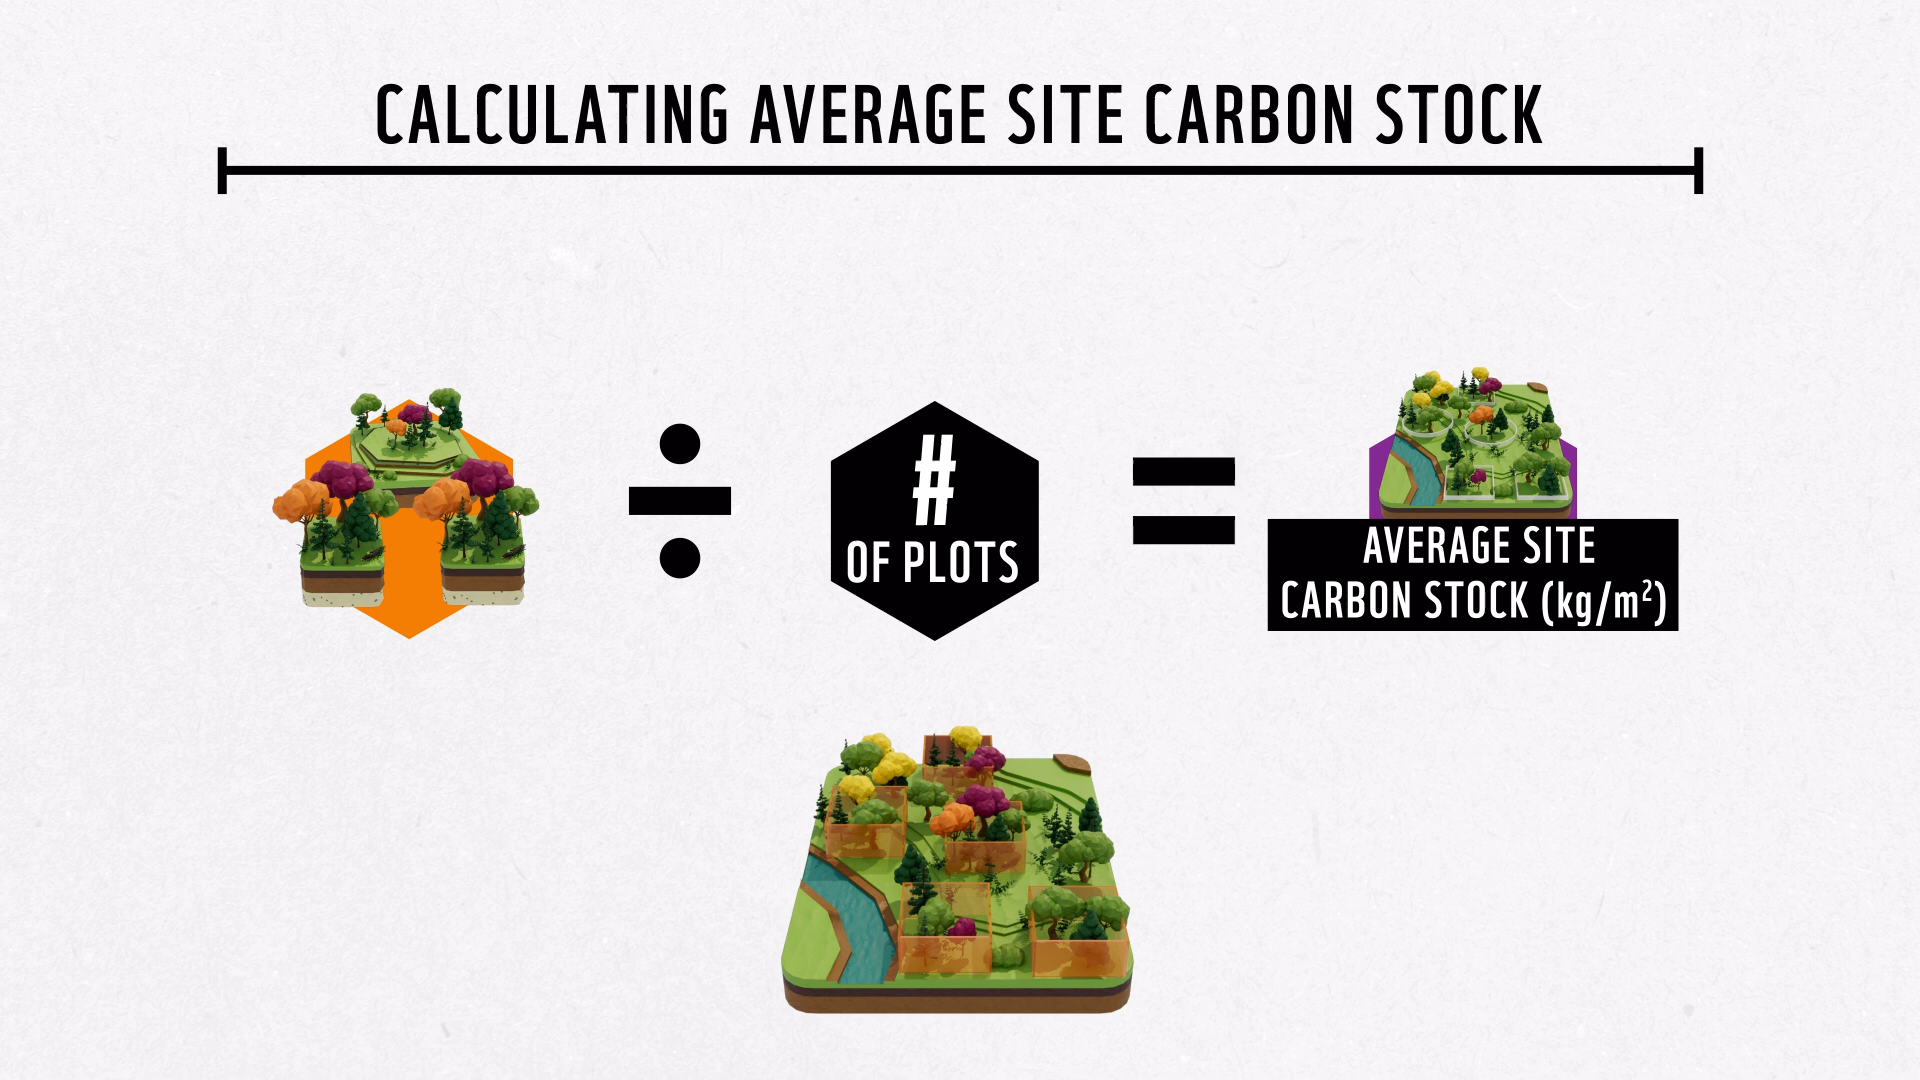 CALCULATING AVERAGE SITE CARBON STOCK
#
OF PLOTS
AVERAGE SITE
CARBON STOCK (kg/m²)